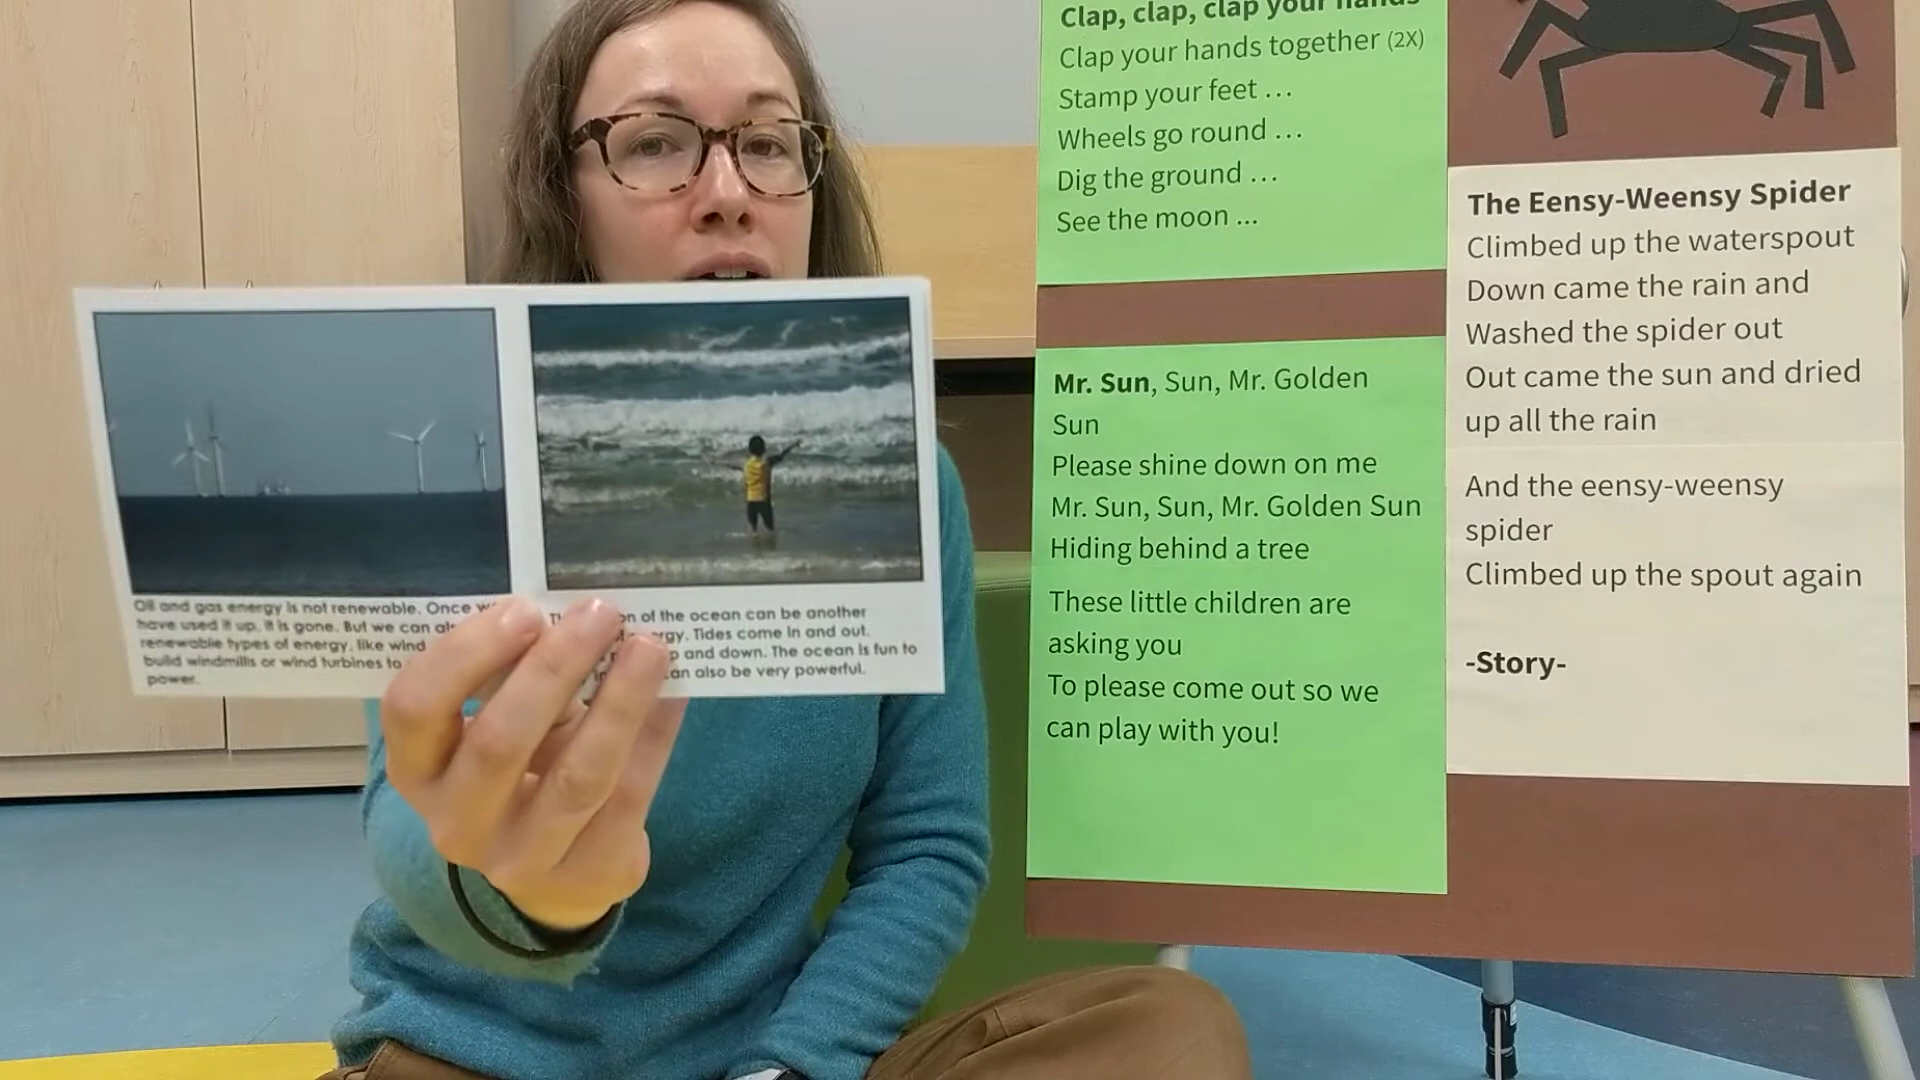 Clap, clap, clap your hands
Clap your hands together (2X)
Stamp your feet ...
Wheels go round ...
Dig the ground ...
See the moon ...
Mr. Sun, Sun, Mr. Golden
Sun
Please shine down on me
Mr. Sun, Sun, Mr. Golden Sun
Hiding behind a tree
These little children are
asking you
To please come out so we
can play with you!
The Eensy-Weensy Spider
Climbed up the waterspout
Down came the rain and
Washed the spider out
Out came the sun and dried
up all the rain
And the eensy-weensy
spider
Climbed up the spout again
-Story-
Oil and gas energy is not renewable. Once
have used it up, it is gone. But we can
renewable types of energy, like wind
build windmills or wind turbines to
power.
of the ocean can be another
Tides come in and out.
and down. The ocean is fun to
can also be very powerful.